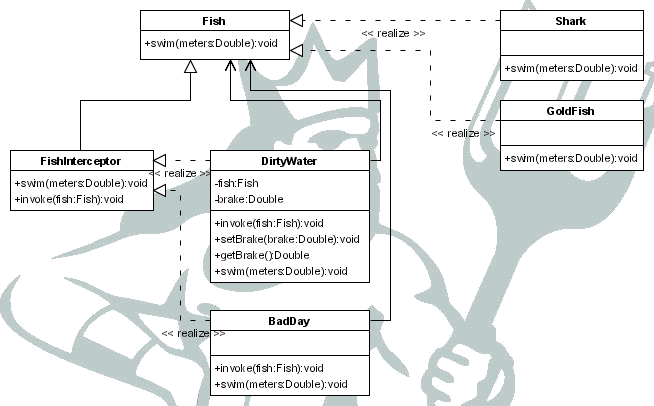 Fish
+swim(meters:Double):void
<< realize >>
Shark
+swim(meters:Double):void
<< realize >>
GoldFish
+swim(meters:Double):void
FishInterceptor
+swim(meters:Double):void
+invoke(fish:Fish):void
<< realize >>
DirtyWater
-fish:Fish
-brake:Double
+invoke(fish:Fish):void
+setBrake(brake:Double):void
+getBrake():Double
+swim(meters:Double):void
<< realize >>
BadDay
+invoke(fish:Fish):void
+swim(meters:Double):void